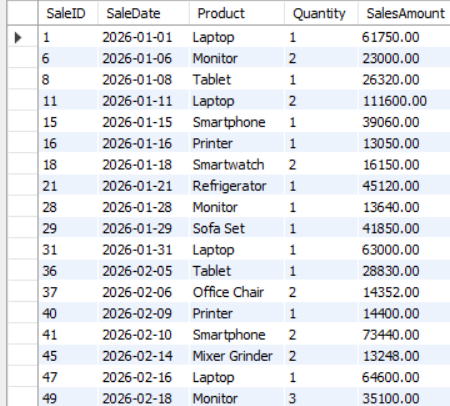 SaleID SaleDate Product Quantity SalesAmount
1 2026-01-01 Laptop 1 61750.00
6 2026-01-06 Monitor 2 23000.00
8 2026-01-08 Tablet 1 26320.00
11 2026-01-11 Laptop 2 111600.00
15 2026-01-15 Smartphone 1 39060.00
16 2026-01-16 Printer 1 13050.00
18 2026-01-18 Smartwatch 2 16150.00
21 2026-01-21 Refrigerator 1 45120.00
28 2026-01-28 Monitor 1 13640.00
29 2026-01-29 Sofa Set 1 41850.00
31 2026-01-31 Laptop 1 63000.00
36 2026-02-05 Tablet 1 28830.00
37 2026-02-06 Office Chair 2 14352.00
40 2026-02-09 Printer 1 14400.00
41 2026-02-10 Smartphone 2 73440.00
45 2026-02-14 Mixer Grinder 2 13248.00
47 2026-02-16 Laptop 1 64600.00
49 2026-02-18 Monitor 3 35100.00